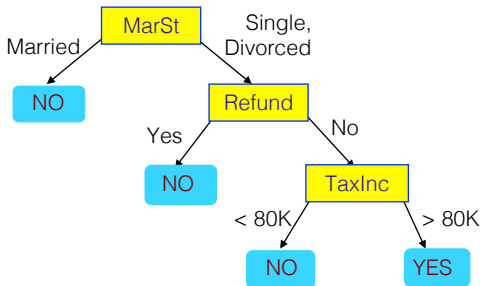 MarSt
Married
Single,
Divorced
NO
Refund
Yes
No
NO
TaxInc
< 80K
> 80K
NO
YES